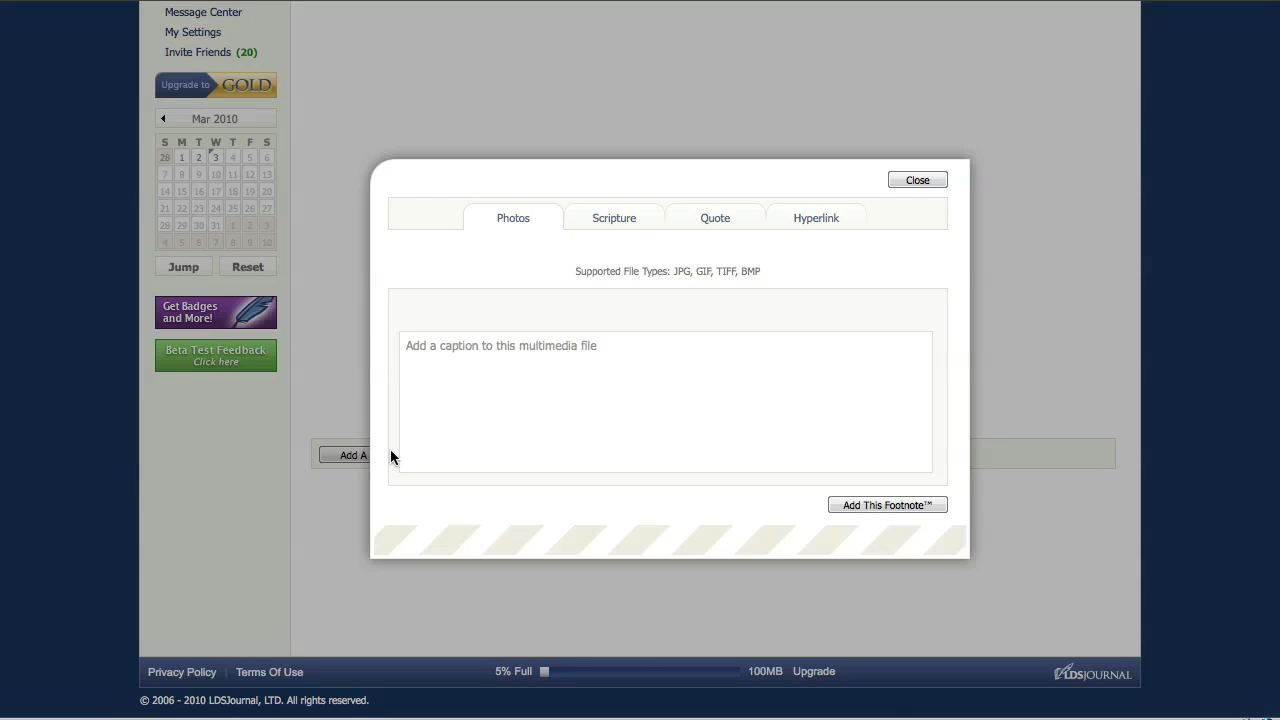 Message Center
My Settings
Invite Friends (20)
Upgrade to GOLD
Mar 2010
S M T W T F S
28 1 2 3 4 5 6
7 8 9 10 11 12 13
14 15 16 17 18 19 20
21 22 23 24 25 26 27
28 29 30 31 1 2 3
4 5 6 7 8 9 10
Jump Reset
Get Badges
and More!
Beta Test Feedback
Click here
Close
Photos Scripture Quote Hyperlink
Supported File Types: JPG, GIF, TIFF, BMP
Add a caption to this multimedia file
Add A
Add This Footnote™
Privacy Policy | Terms Of Use
5% Full 100MB Upgrade
LDSJOURNAL
© 2006 - 2010 LDSJournal, LTD. All rights reserved.